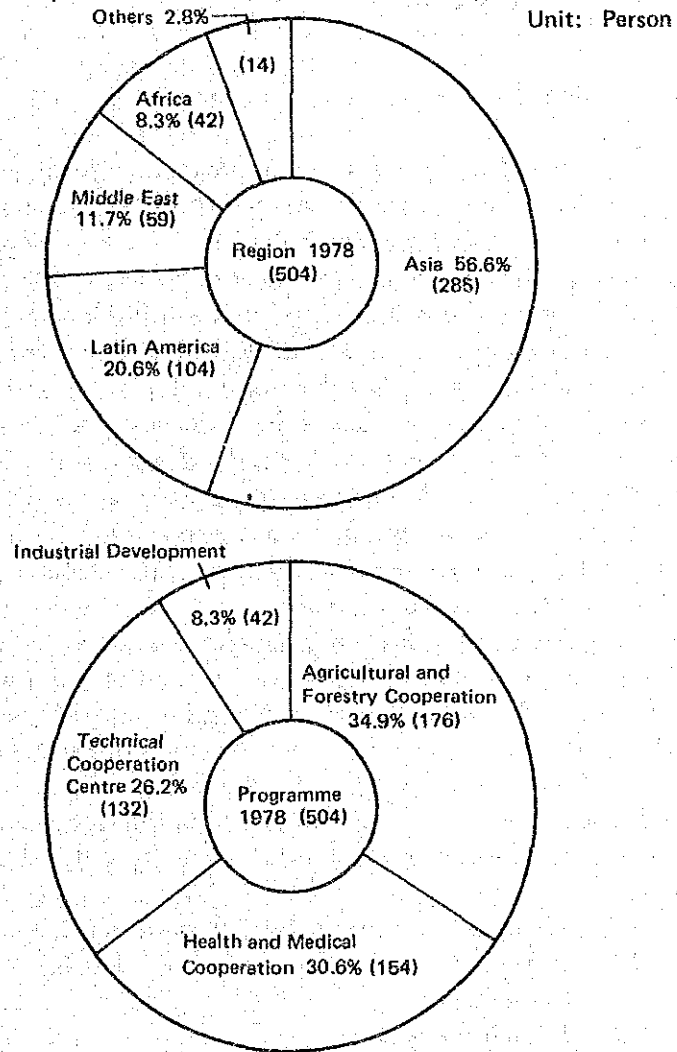 Others 2.8%
Unit: Person
(14)
Africa
8.3% (42)
Middle East
11.7% (59)
Region 1978
(504)
Asia 56.6%
(285)
Latin America
20.6% (104)
Industrial Development
8.3% (42)
Agricultural and
Forestry Cooperation
34.9% (176)
Technical
Cooperation
Centre 26.2%
(132)
Programme
1978 (504)
Health and Medical
Cooperation 30.6% (154)